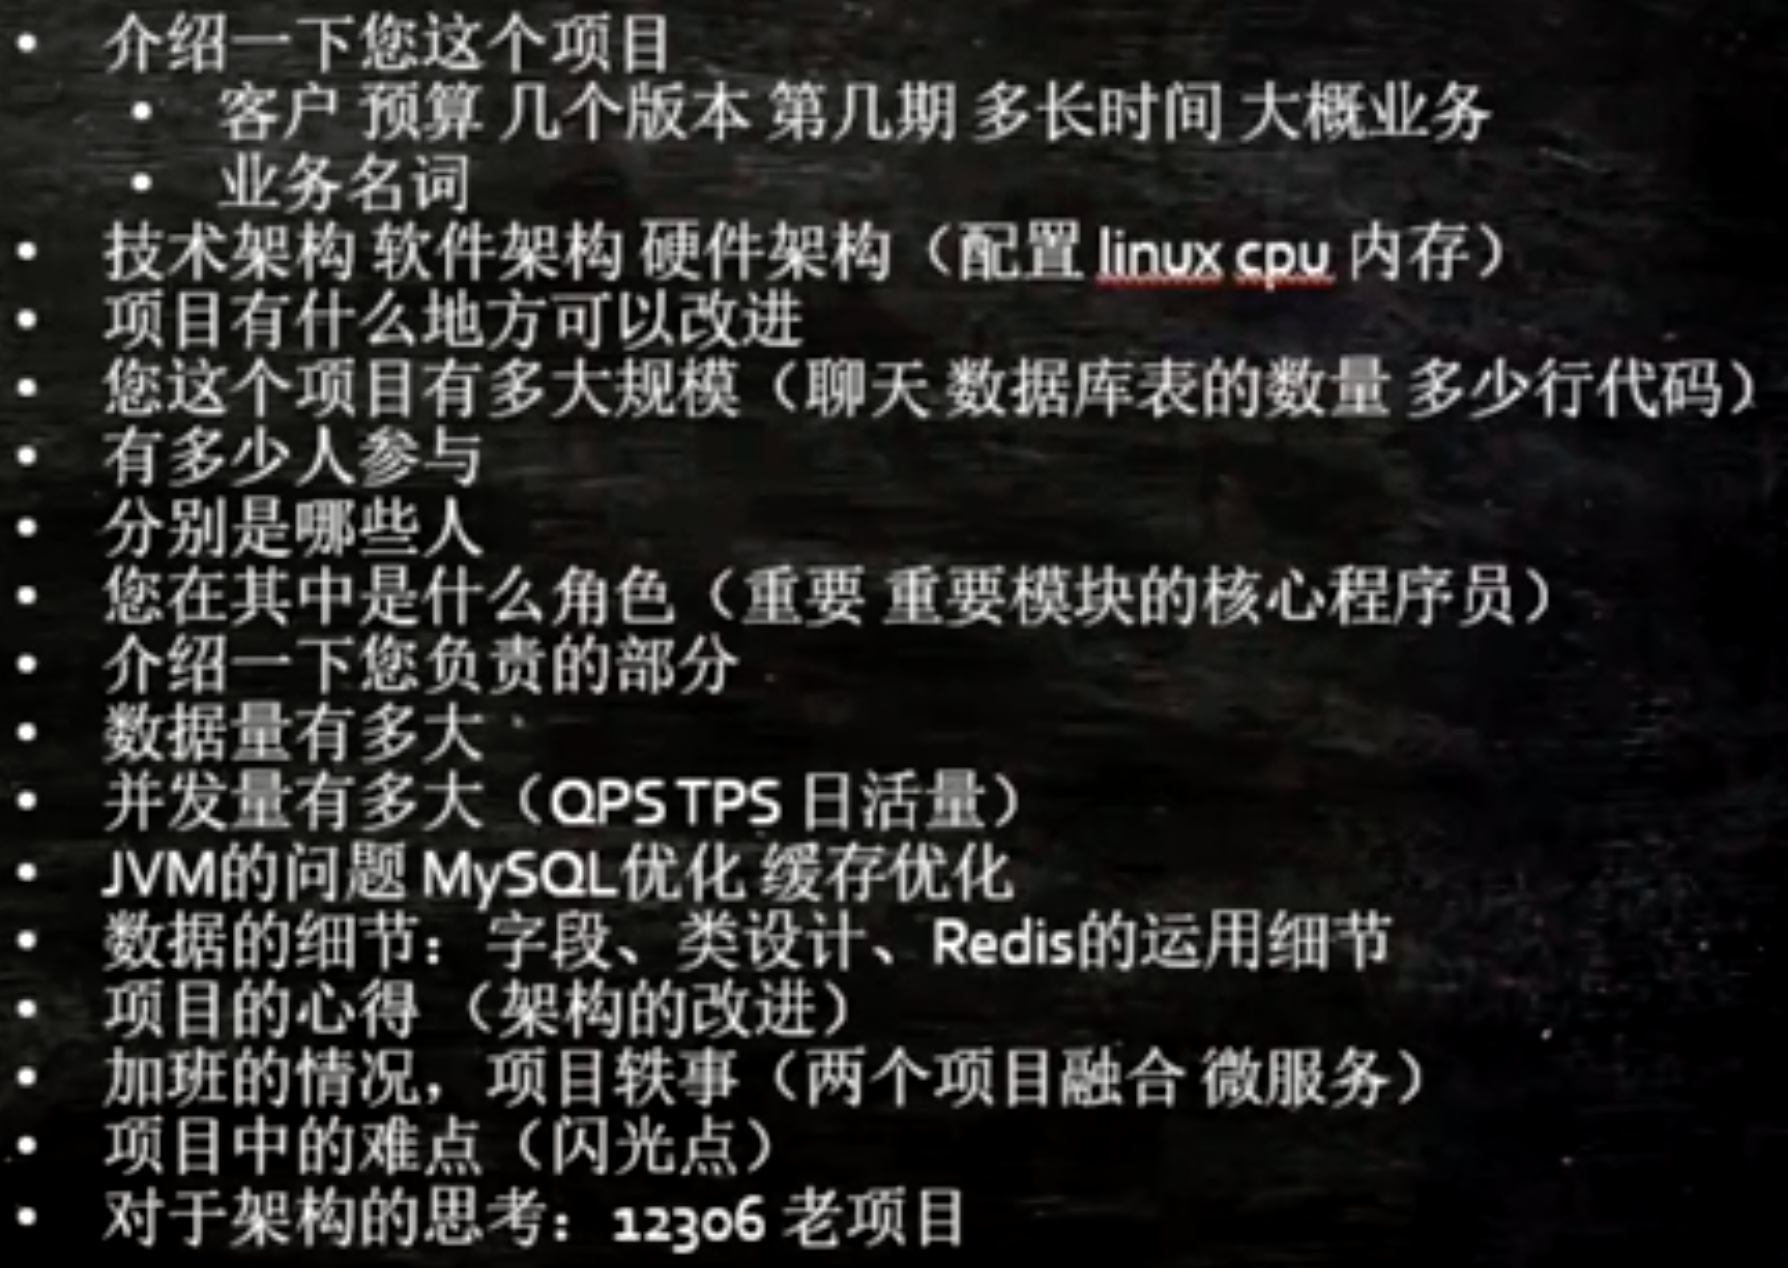 • 介绍一下您这个项目
• 客户 预算 几个版本 第几期 多长时间 大概业务
• 业务名词
• 技术架构 软件架构 硬件架构（配置 linux cpu 内存）
• 项目有什么地方可以改进
• 您这个项目有多大规模（聊天 数据库表的数量 多少行代码）
• 有多少人参与
• 分别是哪些人
• 您在其中是什么角色（重要 重要模块的核心程序员）
• 介绍一下您负责的部分
• 数据量有多大
• 并发量有多大（QPS TPS 日活量）
• JVM的问题 MySQL优化 缓存优化
• 数据的细节：字段、类设计、Redis的运用细节
• 项目的心得 （架构的改进）
• 加班的情况，项目轶事（两个项目融合 微服务）
• 项目中的难点（闪光点）
• 对于架构的思考：12306 老项目